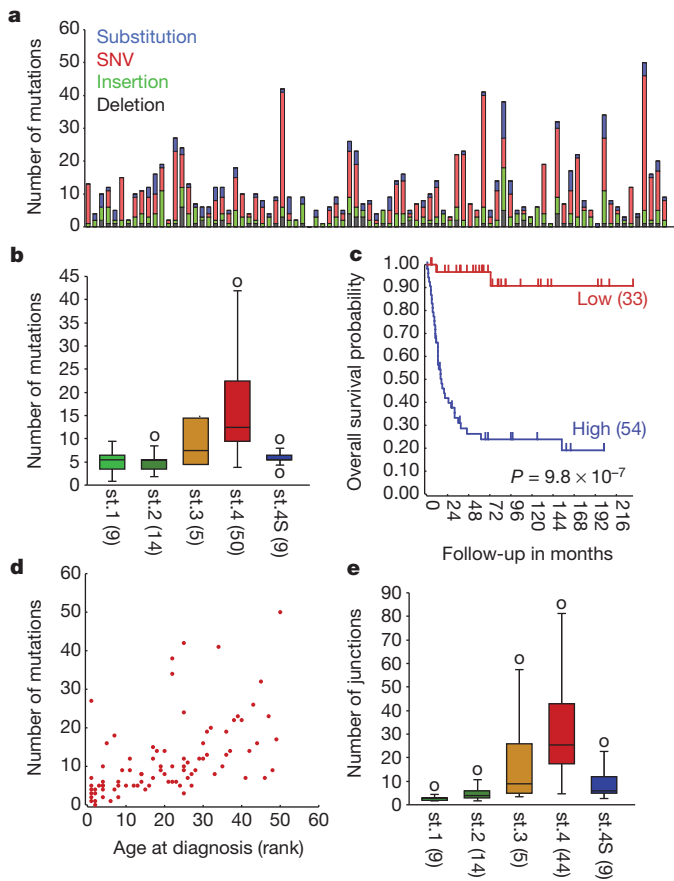 a
Substitution
SNV
Insertion
Deletion
Number of mutations
60
50
40
30
20
10
0
b
Number of mutations
45
40
35
30
25
20
15
10
5
0
st.1 (9)
st.2 (14)
st.3 (5)
st.4 (50)
st.4S (9)
c
Overall survival probability
1.00
0.90
0.80
0.70
0.60
0.50
0.40
0.30
0.20
0.10
0.00
Low (33)
High (54)
P = 9.8 × 10⁻⁷
0 24 48 72 96 120 144 168 192 216
Follow-up in months
d
Number of mutations
60
50
40
30
20
10
0
0 10 20 30 40 50 60
Age at diagnosis (rank)
e
Number of junctions
90
80
70
60
50
40
30
20
10
0
st.1 (9)
st.2 (14)
st.3 (5)
st.4 (44)
st.4S (9)